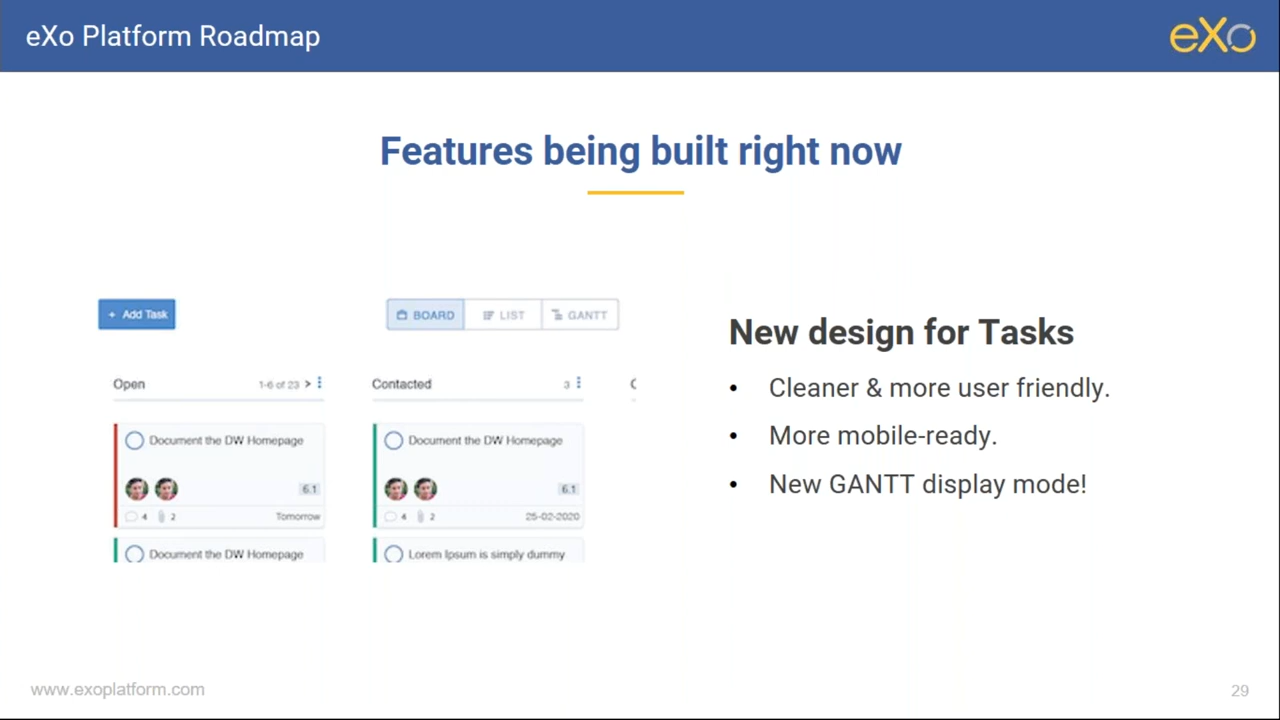 eXo Platform Roadmap
eXo
Features being built right now
+ Add Task
BOARD LIST GANTT
Open 1-6 of 23 >
Contacted 3
Document the DW Homepage
6.1
4 2 Tomorrow
Document the DW Homepage
Document the DW Homepage
6.1
4 2 25-02-2020
Lorem Ipsum is simply dummy
New design for Tasks
• Cleaner & more user friendly.
• More mobile-ready.
• New GANTT display mode!
www.exoplatform.com
29